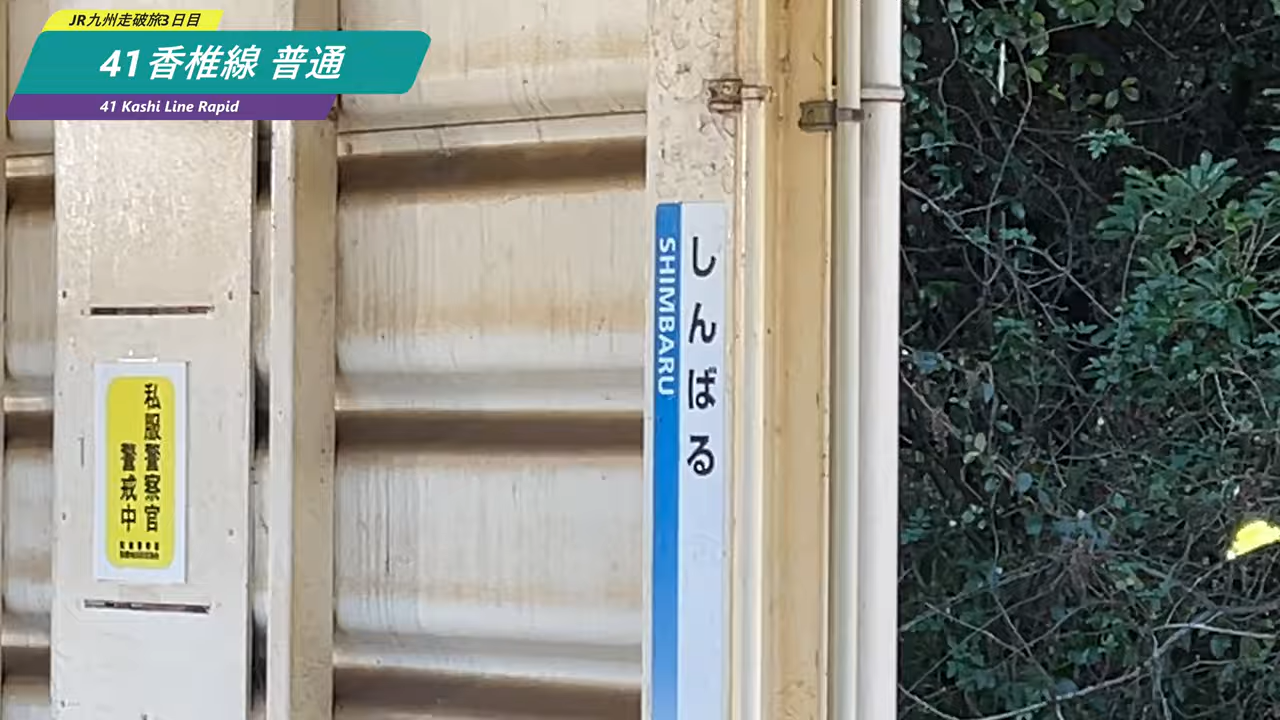 JR九州走破旅3日目
41香椎線 普通
41 Kashi Line Rapid
しんばる
SHIMBARU
私服警察官
警戒中